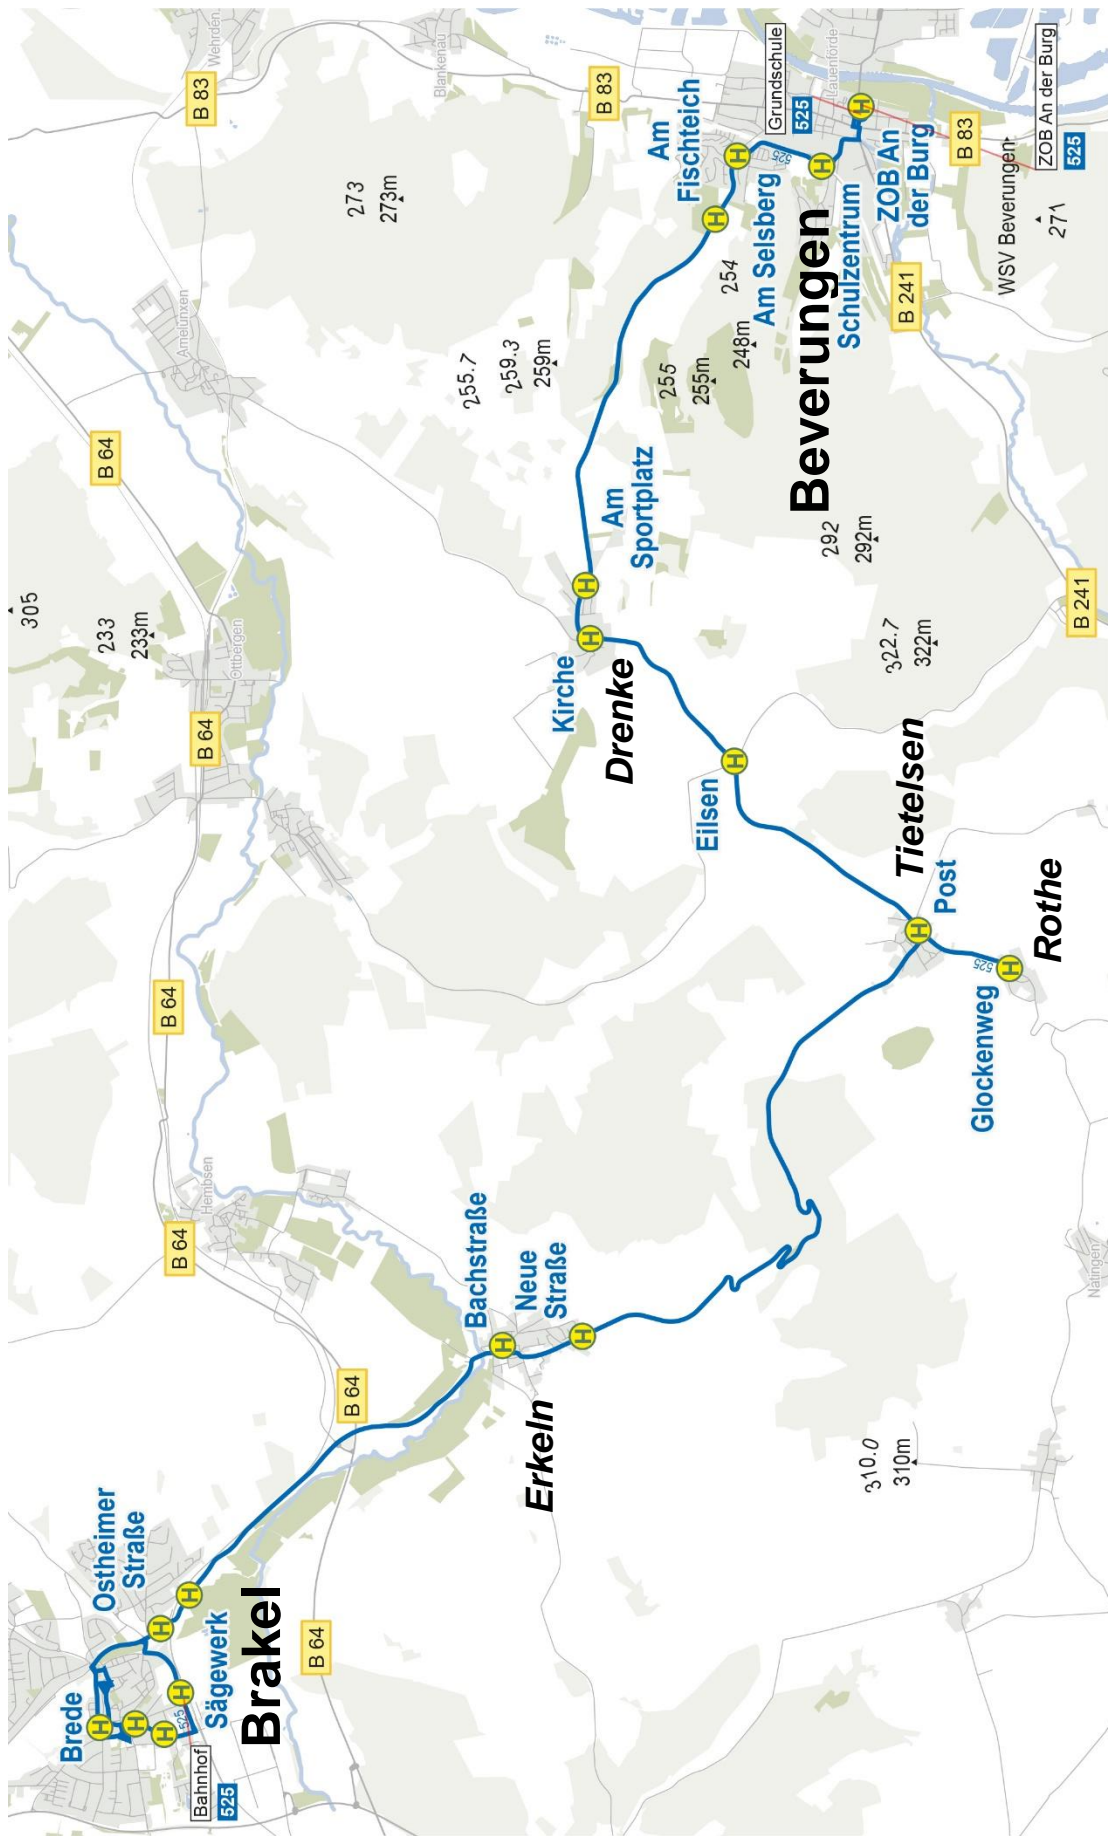 305
233
233m
B 64
B 64
B 64
B 64
B 64
B 64
Ottbergen
Amelunxen
Wehrden
Blankenau
B 83
B 83
B 83
273
273m
255.7
259.3
259m
255
255m
254
248m
292
292m
322.7
322m
271
310.0
310m
Hembsen
Natingen
Lauenförde
Brede
Ostheimer
Straße
Sägewerk
Brakel
Bahnhof
525
525
Bachstraße
Neue
Straße
Erkeln
Kirche
Am
Sportplatz
Drenke
Eilsen
Tietelsen
Post
Glockenweg
525
Rothe
Am
Fischteich
Am Selsberg
Schulzentrum
525
Beverungen
ZOB An
der Burg
Grundschule
525
ZOB An der Burg
525
WSV Beverungen
B 241
B 241